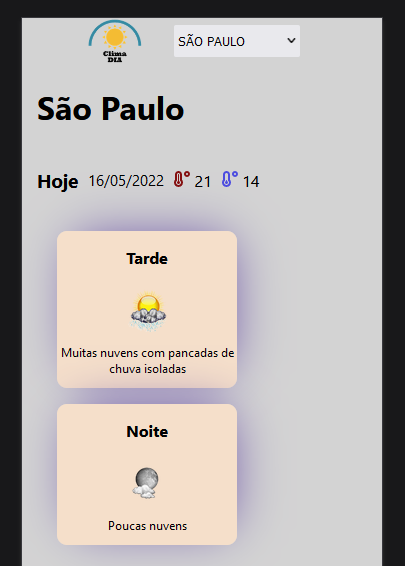 Clima
DIA
SÃO PAULO
São Paulo
Hoje 16/05/2022 21 14
Tarde
Muitas nuvens com pancadas de
chuva isoladas
Noite
Poucas nuvens